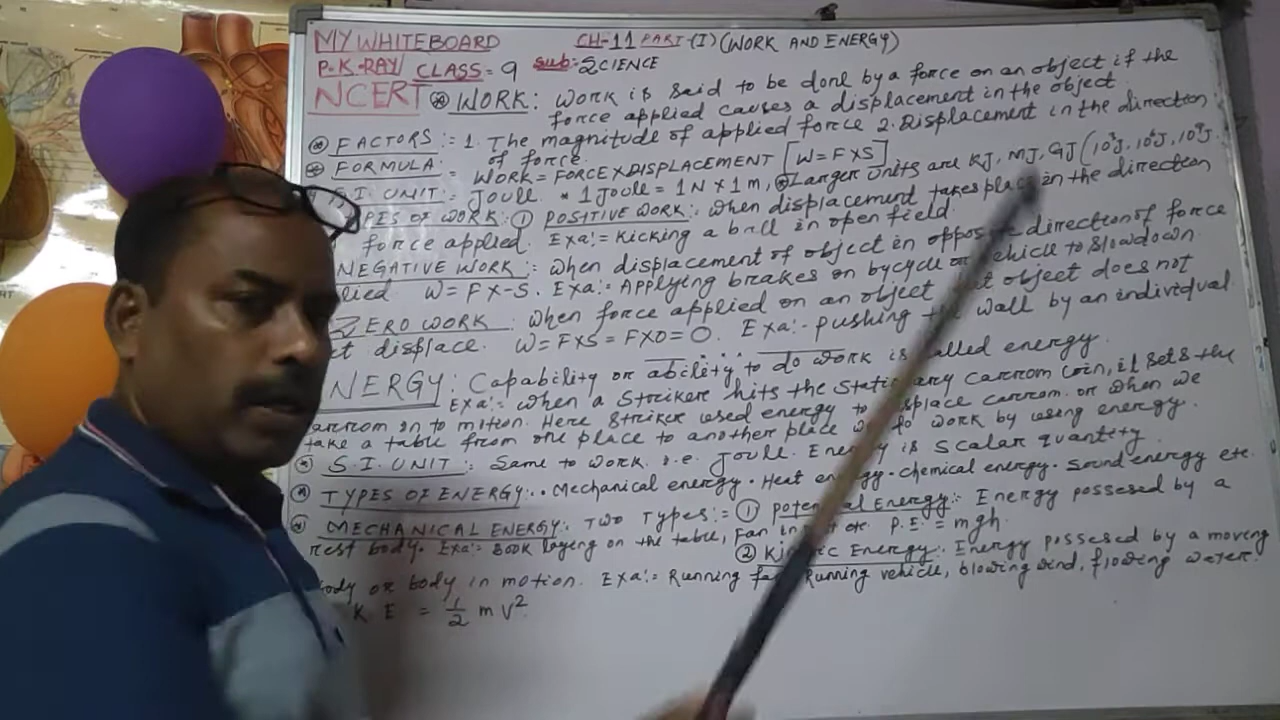 MY WHITEBOARD CH-11 PART-(I) (WORK AND ENERGY)
P.K.RAY CLASS=9 SUB:-SCIENCE
NCERT WORK: WORK is said to be done by a force on an object if the
force applied causes a displacement in the object
FACTORS:= 1. The magnitude of applied force 2. Displacement in the direction
of force.
FORMULA:= WORK=FORCE×DISPLACEMENT [W=F×S]
S.I. UNIT: JOULE. * 1 Joule = 1N × 1m, Larger units are KJ, MJ, GJ (10³J, 10⁶J, 10⁹J
TYPES OF WORK: ① POSITIVE WORK: when displacement takes place in the direction
force applied. Exa:= Kicking a ball in open field.
NEGATIVE WORK: when displacement of object in direction of force
W=F×-S. Exa:= Applying brakes on bycycle or vehicle to slowdown.
ZERO WORK: when force applied on an object object does not
displace. W=F×S=F×0=0. Exa:- pushing the wall by an individual
NERGY: Capability or ability to do work is called energy.
Exa:= when a striker hits the carrom coin, it sets the
carrom in to motion. Here striker used energy to displace carrom. or when we
take a table from one place to another place do work by using energy.
S.I. UNIT: Same to work. i.e. Joule. Energy is scalar quantity.
TYPES OF ENERGY: • Mechanical energy • Heat energy • chemical energy • Sound energy etc.
MECHANICAL ENERGY: TWO Types:= ① Potential Energy: Energy possesed by a
rest body. Exa:= Book laying on the table, Fan in etc. P.E. = mgh.
② Kinetic Energy: Energy possesed by a moving
body or body in motion. Exa:= Running Running vehicle, blowing wind, flowing water.
K E = ½ m v²